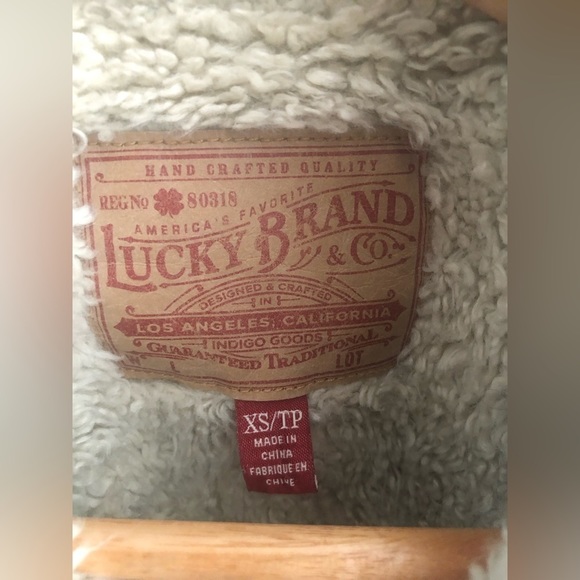 HAND CRAFTED QUALITY
REG NO 80318
AMERICA'S FAVORITE
LUCKY BRAND
& CO.
DESIGNED & CRAFTED
IN
LOS ANGELES, CALIFORNIA
INDIGO GOODS
GUARANTEED TRADITIONAL
W L LOT
XS/TP
MADE IN
CHINA
FABRIQUÉ EN
CHINE